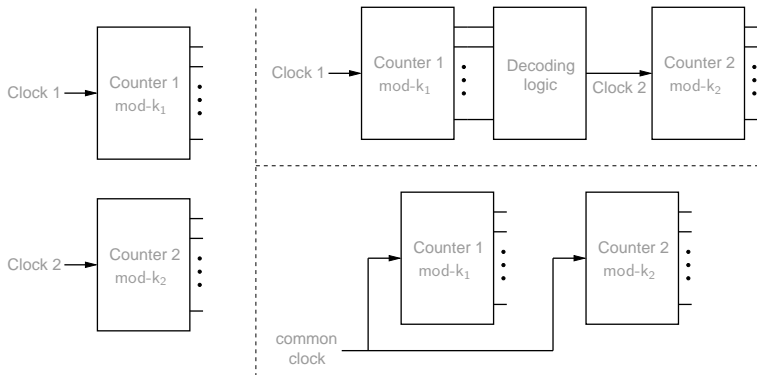 Clock 1
Counter 1
mod-k₁
Clock 2
Counter 2
mod-k₂
Clock 1
Counter 1
mod-k₁
Decoding
logic
Clock 2
Counter 2
mod-k₂
common
clock
Counter 1
mod-k₁
Counter 2
mod-k₂